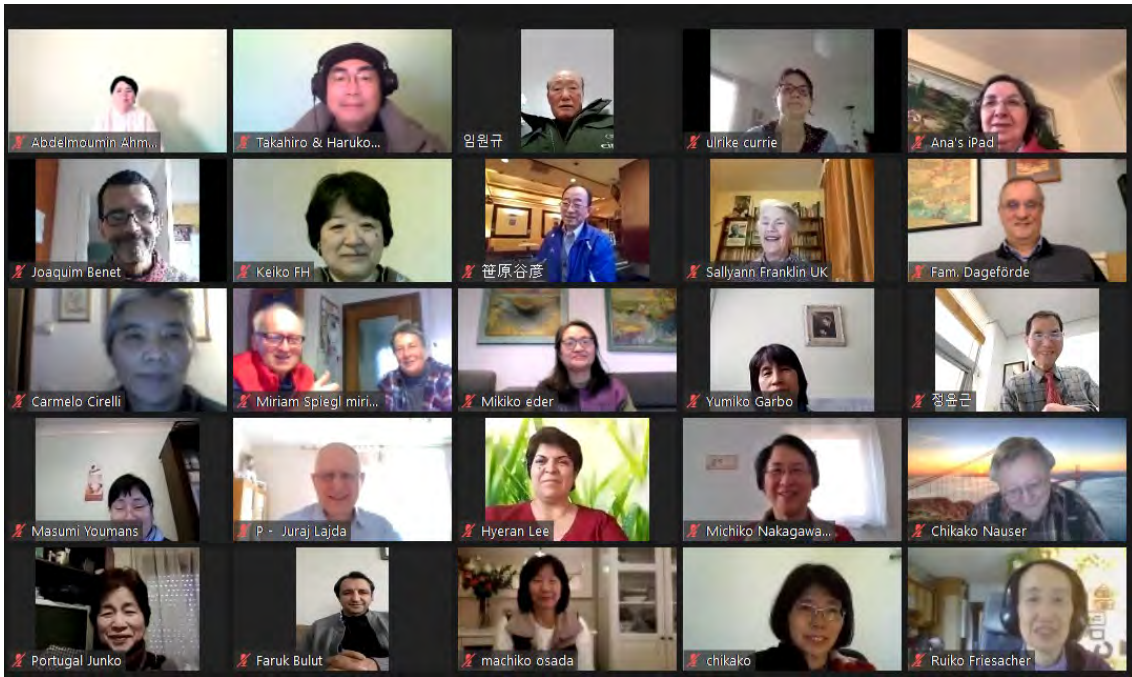 Abdelmoumin Ahm...
Takahiro & Haruko...
임원규
ulrike currie
Ana's iPad
Joaquim Benet
Keiko FH
笹原谷彦
Sallyann Franklin UK
Fam. Dageförde
Carmelo Cirelli
Miriam Spiegl miri...
Mikiko eder
Yumiko Garbo
정윤근
Masumi Youmans
P - Juraj Lajda
Hyeran Lee
Michiko Nakagawa...
Chikako Nauser
Portugal Junko
Faruk Bulut
machiko osada
chikako
Ruiko Friesacher